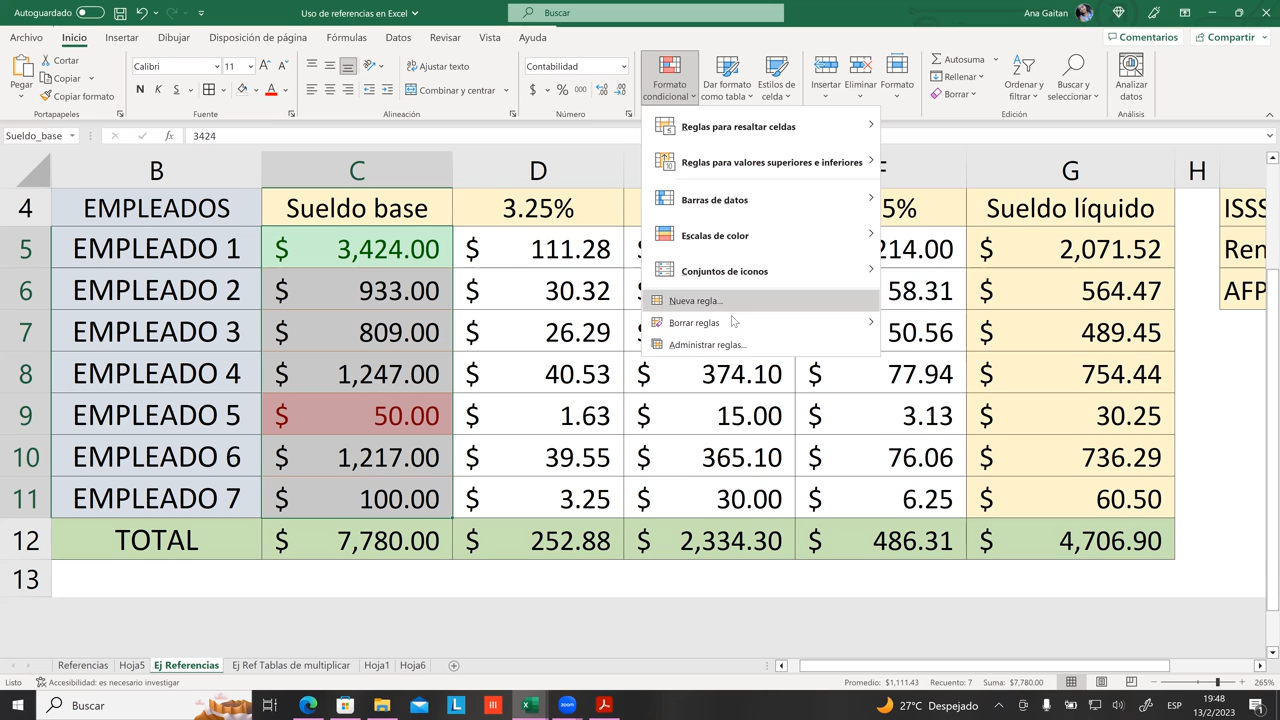 Autoguardado
Uso de referencias en Excel
Buscar
Ana Gaitan
Archivo Inicio Insertar Dibujar Disposición de página Fórmulas Datos Revisar Vista Ayuda
Comentarios Compartir
Pegar
Cortar
Copiar
Copiar formato
Portapapeles
Calibri 11
N K S
Fuente
Ajustar texto
Combinar y centrar
Alineación
Contabilidad
$ % 000
Número
Formato condicional
Dar formato como tabla
Estilos de celda
Insertar
Eliminar
Formato
Autosuma
Rellenar
Borrar
Ordenar y filtrar
Buscar y seleccionar
Edición
Analizar datos
Análisis
Sueldo_base
fx
3424
Reglas para resaltar celdas
Reglas para valores superiores e inferiores
Barras de datos
Escalas de color
Conjuntos de iconos
Nueva regla...
Borrar reglas
Administrar reglas...
B C D F G H
4 EMPLEADOS Sueldo base 3.25% 5% Sueldo líquido ISSS
5 EMPLEADO 1 $ 3,424.00 $ 111.28 214.00 $ 2,071.52 Ren
6 EMPLEADO 2 $ 933.00 $ 30.32 58.31 $ 564.47 AFP
7 EMPLEADO 3 $ 809.00 $ 26.29 50.56 $ 489.45
8 EMPLEADO 4 $ 1,247.00 $ 40.53 $ 374.10 $ 77.94 $ 754.44
9 EMPLEADO 5 $ 50.00 $ 1.63 $ 15.00 $ 3.13 $ 30.25
10 EMPLEADO 6 $ 1,217.00 $ 39.55 $ 365.10 $ 76.06 $ 736.29
11 EMPLEADO 7 $ 100.00 $ 3.25 $ 30.00 $ 6.25 $ 60.50
12 TOTAL $ 7,780.00 $ 252.88 $ 2,334.30 $ 486.31 $ 4,706.90
13
Referencias Hoja5 Ej Referencias Ej Ref Tablas de multiplicar Hoja1 Hoja6
Listo Accesibilidad: es necesario investigar Promedio: $1,111.43 Recuento: 7 Suma: $7,780.00 265%
Buscar
27°C Despejado
ESP
19:48
13/2/2023